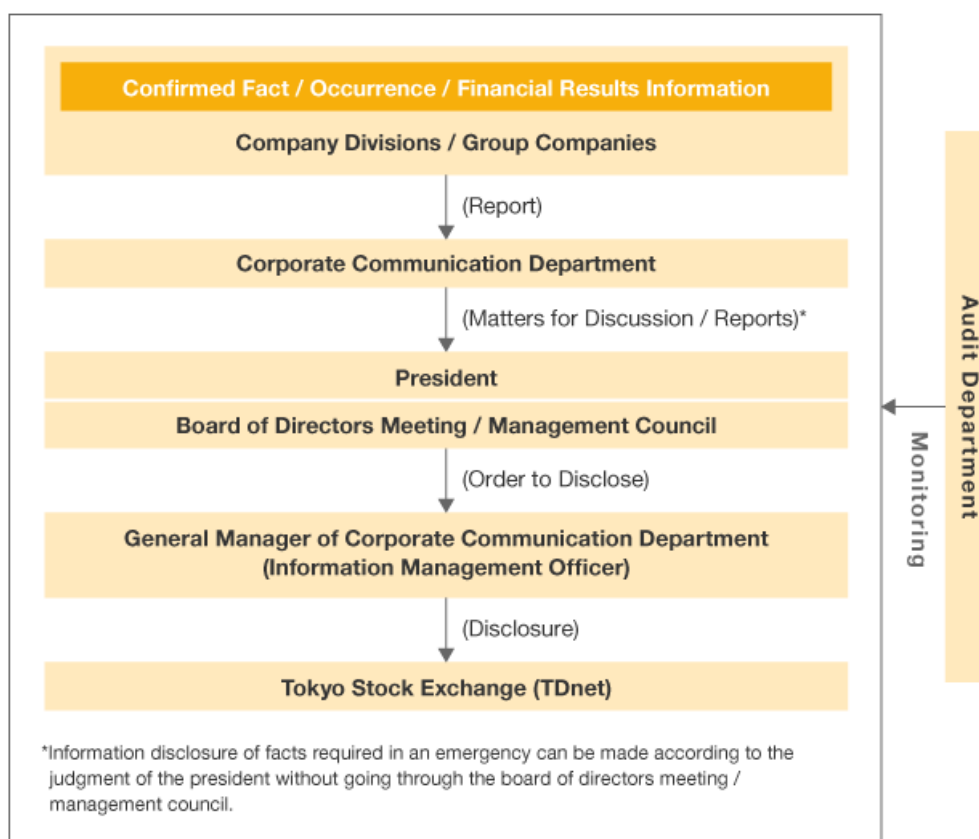 Confirmed Fact / Occurrence / Financial Results Information
Company Divisions / Group Companies
(Report)
Corporate Communication Department
(Matters for Discussion / Reports)*
President
Board of Directors Meeting / Management Council
(Order to Disclose)
General Manager of Corporate Communication Department
(Information Management Officer)
(Disclosure)
Tokyo Stock Exchange (TDnet)
*Information disclosure of facts required in an emergency can be made according to the
judgment of the president without going through the board of directors meeting /
management council.
Monitoring
Audit Department